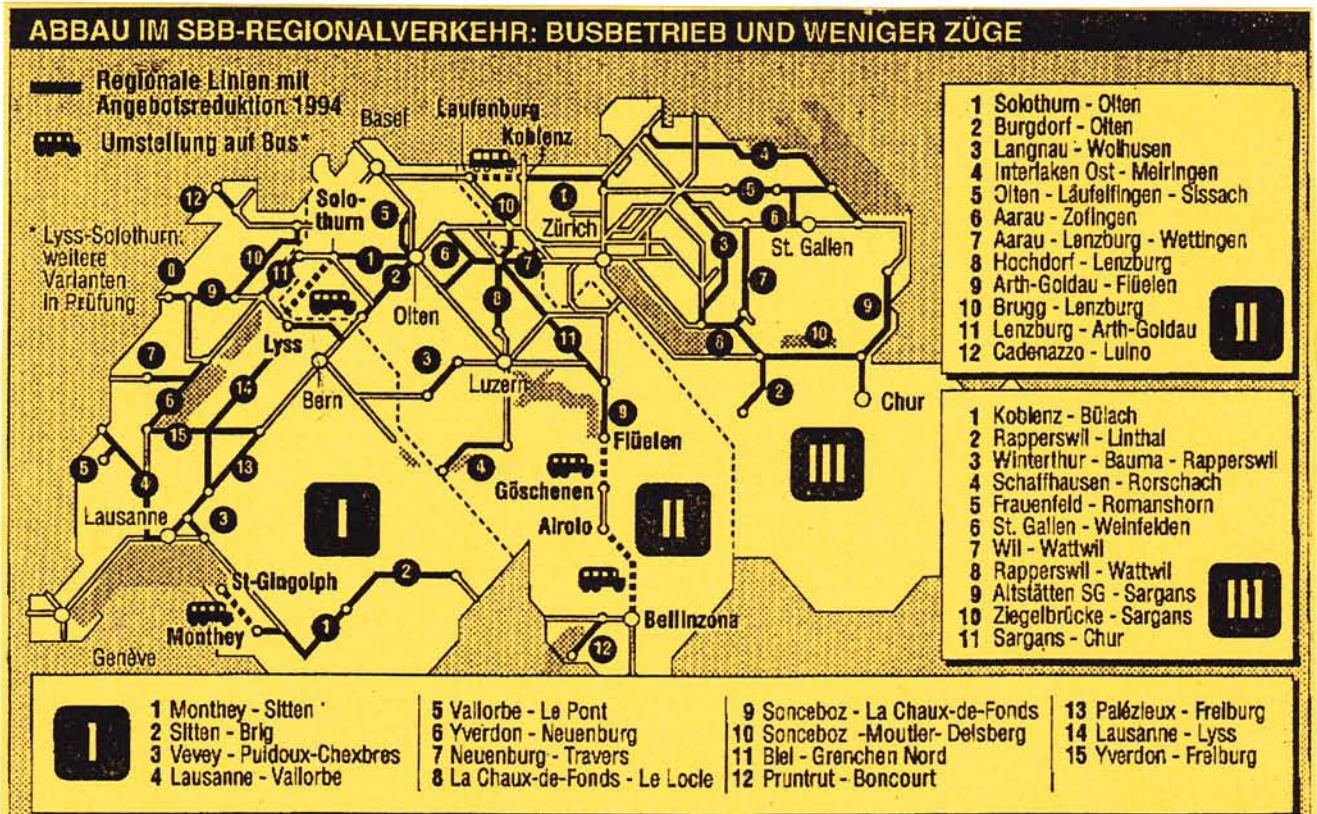 ABBAU IM SBB-REGIONALVERKEHR: BUSBETRIEB UND WENIGER ZÜGE
Regionale Linien mit
Angebotsreduktion 1994
Umstellung auf Bus*
* Lyss-Solothurn:
weitere
Varianten
in Prüfung
Basel
Laufenburg
Koblenz
Solo-
thurn
Zürich
St. Gallen
Olten
Lyss
Bern
Luzern
Chur
Flüelen
Göschenen
Airolo
Lausanne
St-Gingolph
Monthey
Bellinzona
Genève
I
II
III
1 Solothurn - Olten
2 Burgdorf - Olten
3 Langnau - Wolhusen
4 Interlaken Ost - Meiringen
5 Olten - Läufelfingen - Sissach
6 Aarau - Zofingen
7 Aarau - Lenzburg - Wettingen
8 Hochdorf - Lenzburg
9 Arth-Goldau - Flüelen
10 Brugg - Lenzburg
11 Lenzburg - Arth-Goldau
12 Cadenazzo - Luino
II
1 Koblenz - Bülach
2 Rapperswil - Linthal
3 Winterthur - Bauma - Rapperswil
4 Schaffhausen - Rorschach
5 Frauenfeld - Romanshorn
6 St. Gallen - Weinfelden
7 Wil - Wattwil
8 Rapperswil - Wattwil
9 Altstätten SG - Sargans
10 Ziegelbrücke - Sargans
11 Sargans - Chur
III
I
1 Monthey - Sitten
2 Sitten - Brig
3 Vevey - Puidoux-Chexbres
4 Lausanne - Vallorbe
5 Vallorbe - Le Pont
6 Yverdon - Neuenburg
7 Neuenburg - Travers
8 La Chaux-de-Fonds - Le Locle
9 Sonceboz - La Chaux-de-Fonds
10 Sonceboz -Moutier- Delsberg
11 Biel - Grenchen Nord
12 Pruntrut - Boncourt
13 Palézieux - Freiburg
14 Lausanne - Lyss
15 Yverdon - Freiburg